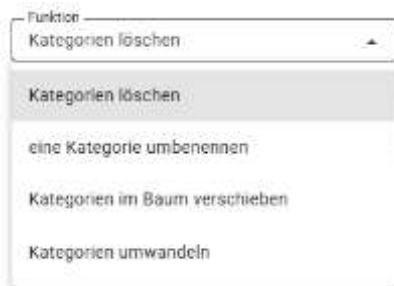 Funktion
Kategorien löschen
Kategorien löschen
eine Kategorie umbenennen
Kategorien im Baum verschieben
Kategorien umwandeln